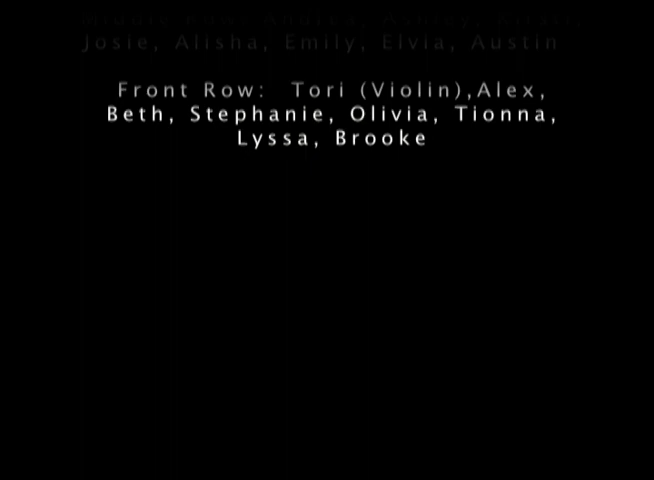 Josie, Alisha, Emily, Elvia, Austin
Front Row: Tori (Violin),Alex,
Beth, Stephanie, Olivia, Tionna,
Lyssa, Brooke